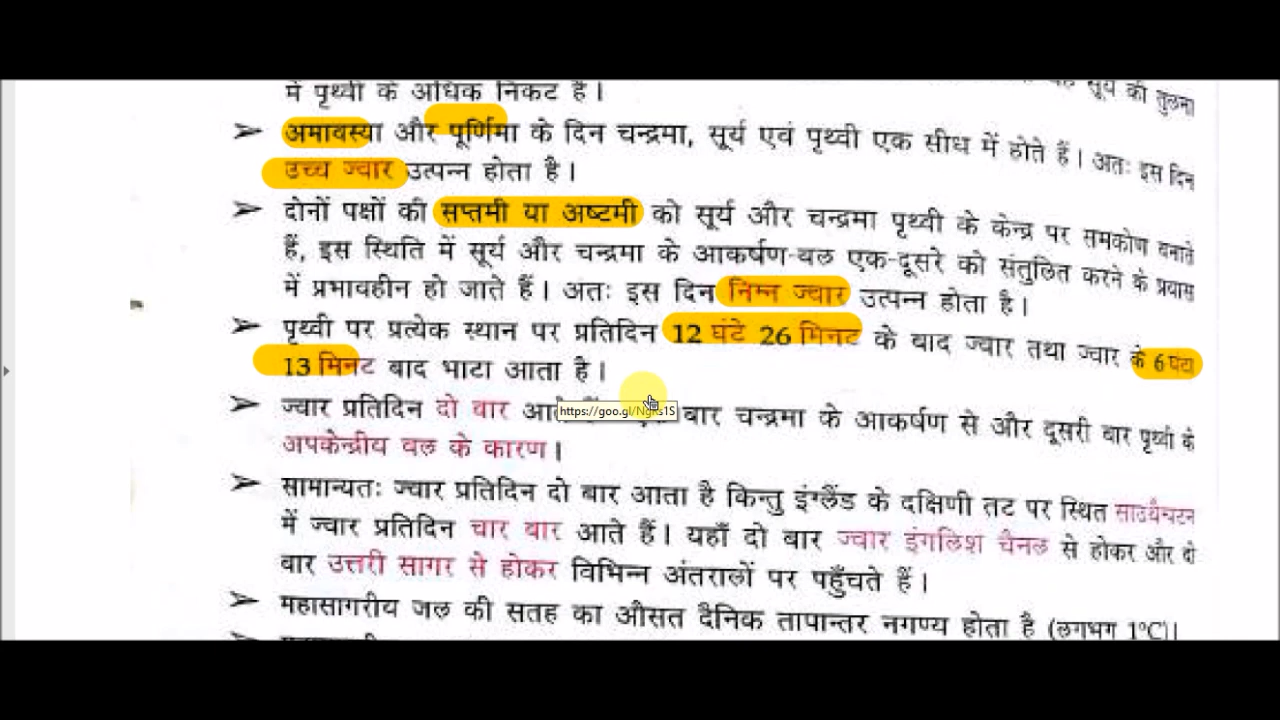 सूर्य की तुलना
में पृथ्वी के अधिक निकट है।
➢ अमावस्या और पूर्णिमा के दिन चन्द्रमा, सूर्य एवं पृथ्वी एक सीध में होते हैं। अतः इस दिन
उच्च ज्वार उत्पन्न होता है।
➢ दोनों पक्षों की सप्तमी या अष्टमी को सूर्य और चन्द्रमा पृथ्वी के केन्द्र पर समकोण बनाते
हैं, इस स्थिति में सूर्य और चन्द्रमा के आकर्षण-बल एक-दूसरे को संतुलित करने के प्रयास
में प्रभावहीन हो जाते हैं। अतः इस दिन निम्न ज्वार उत्पन्न होता है।
➢ पृथ्वी पर प्रत्येक स्थान पर प्रतिदिन 12 घंटे 26 मिनट के बाद ज्वार तथा ज्वार के 6 घंटा
13 मिनट बाद भाटा आता है।
➢ ज्वार प्रतिदिन दो बार आते बार चन्द्रमा के आकर्षण से और दूसरी बार पृथ्वी के
https://goo.gl/
अपकेन्द्रीय बल के कारण।
➢ सामान्यतः ज्वार प्रतिदिन दो बार आता है किन्तु इंग्लैंड के दक्षिणी तट पर स्थित साउथैम्पटन
में ज्वार प्रतिदिन चार बार आते हैं। यहाँ दो बार ज्वार इंगलिश चैनल से होकर और दो
बार उत्तरी सागर से होकर विभिन्न अंतरालों पर पहुँचते हैं।
➢ महासागरीय जल की सतह का औसत दैनिक तापान्तर नगण्य होता है (लगभग 1°C)।